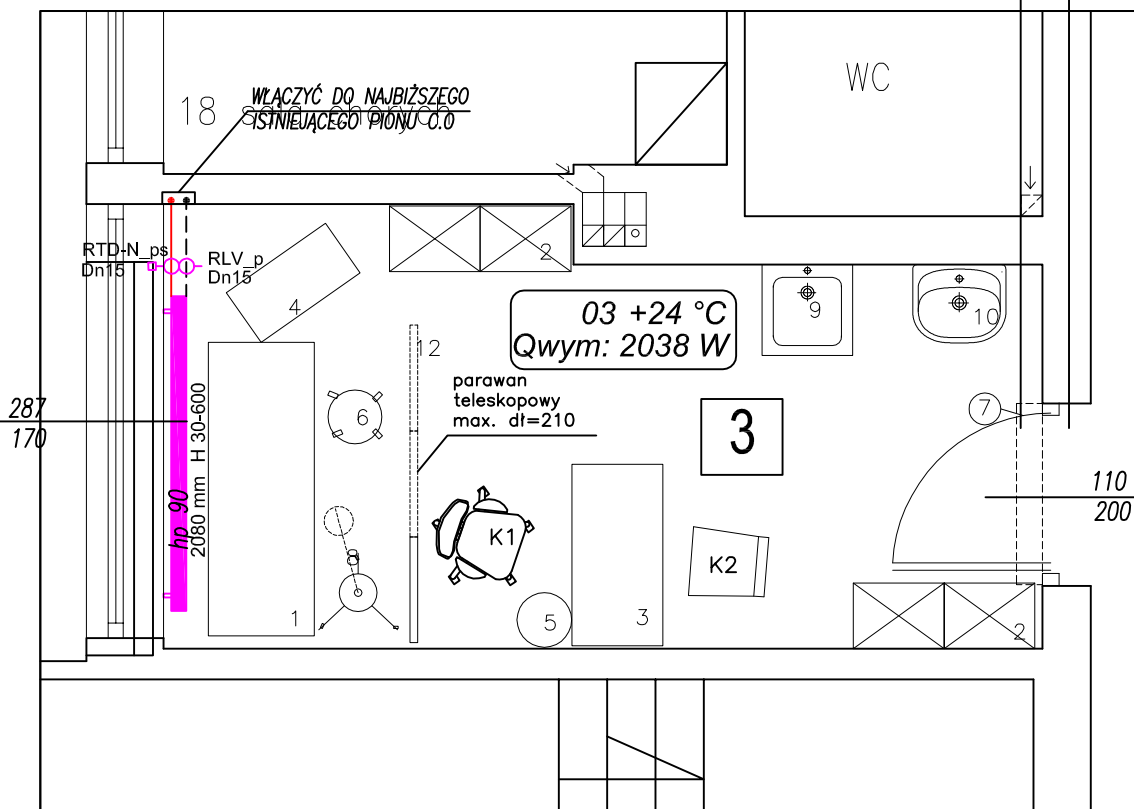 WC
18 sala chorych
WŁĄCZYĆ DO NAJBIŻSZEGO
ISTNIEJĄCEGO PIONU C.O
RTD-N_ps
Dn15
RLV_p
Dn15
2
4
03 +24 °C
Qwym: 2038 W
9
10
12
parawan
teleskopowy
max. dł=210
6
7
3
287
170
hp 90
2080 mm H 30-600
110
200
K1
K2
1
5
3
2